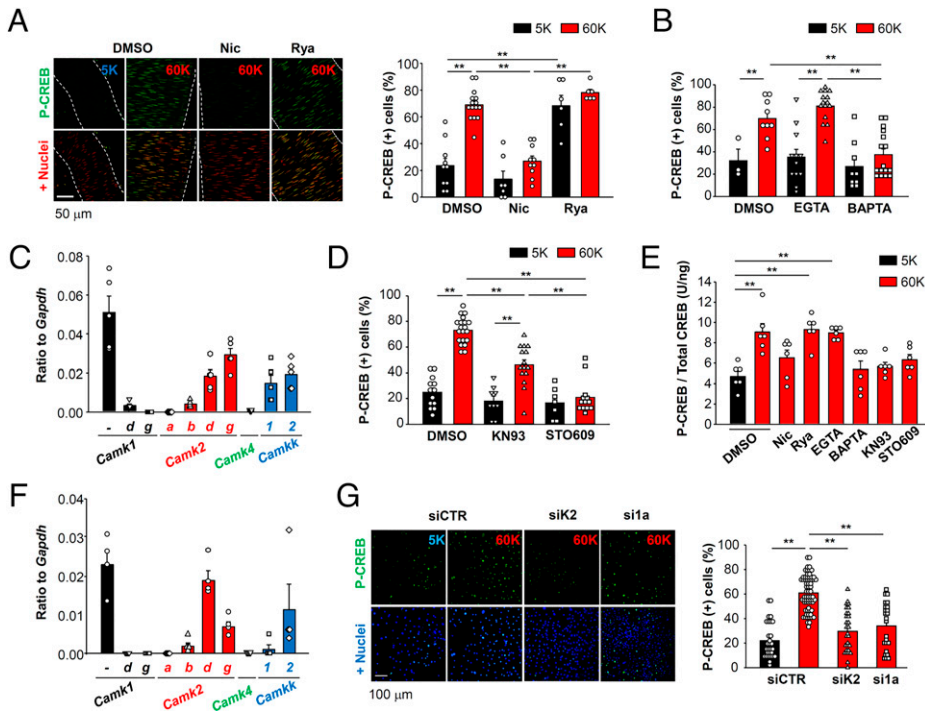 A
DMSO Nic Rya
5K 60K 60K 60K
P-CREB
+ Nuclei
50 μm
5K 60K
P-CREB (+) cells (%)
100
80
60
40
20
0
** ** ** ** **
DMSO Nic Rya
B
5K 60K
P-CREB (+) cells (%)
100
80
60
40
20
0
** ** ** **
DMSO EGTA BAPTA
C
Ratio to Gapdh
0.08
0.06
0.04
0.02
0.00
- d g a b d g 1 2
Camk1 Camk2 Camk4 Camkk
D
5K 60K
P-CREB (+) cells (%)
100
80
60
40
20
0
** ** ** ** **
DMSO KN93 STO609
E
5K
60K
P-CREB / Total CREB (U/ng)
14
12
10
8
6
4
2
0
** ** **
DMSO Nic Rya EGTA BAPTA KN93 STO609
F
Ratio to Gapdh
0.04
0.03
0.02
0.01
0.00
- d g a b d g 1 2
Camk1 Camk2 Camk4 Camkk
G
siCTR siK2 si1a
5K 60K 60K 60K
P-CREB
+ Nuclei
100 μm
P-CREB (+) cells (%)
100
80
60
40
20
0
** ** **
siCTR siK2 si1a